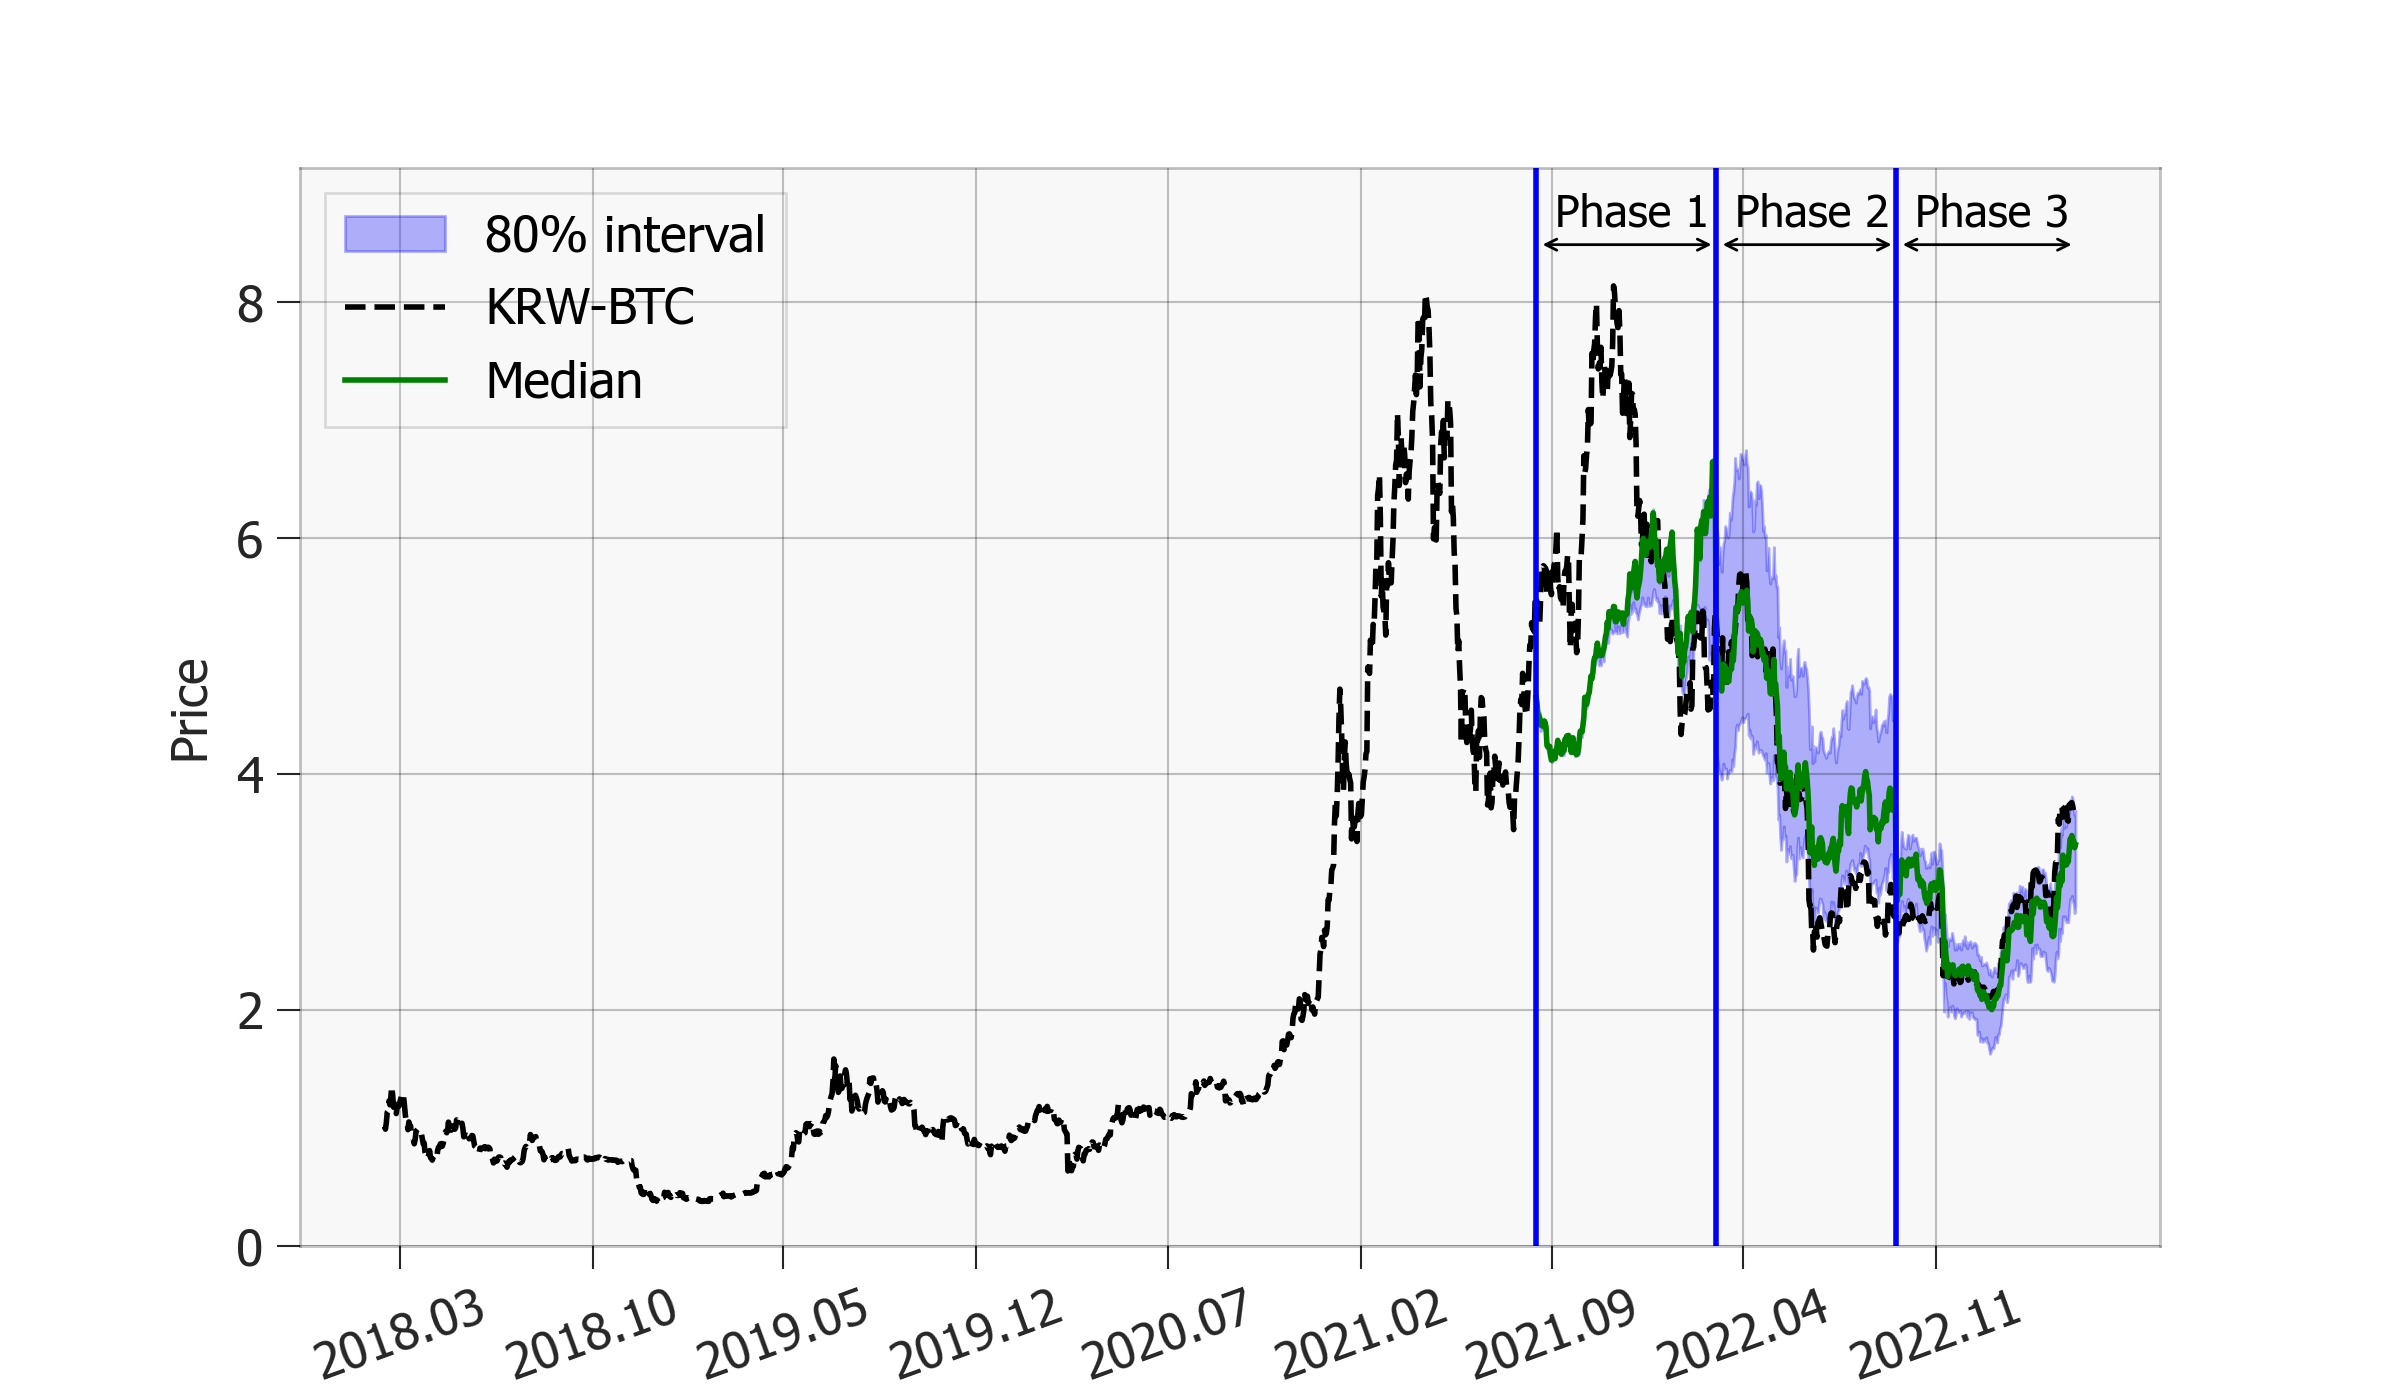 Phase 1
Phase 2
Phase 3
80% interval
KRW-BTC
Median
Price
8
6
4
2
0
2018.03
2018.10
2019.05
2019.12
2020.07
2021.02
2021.09
2022.04
2022.11